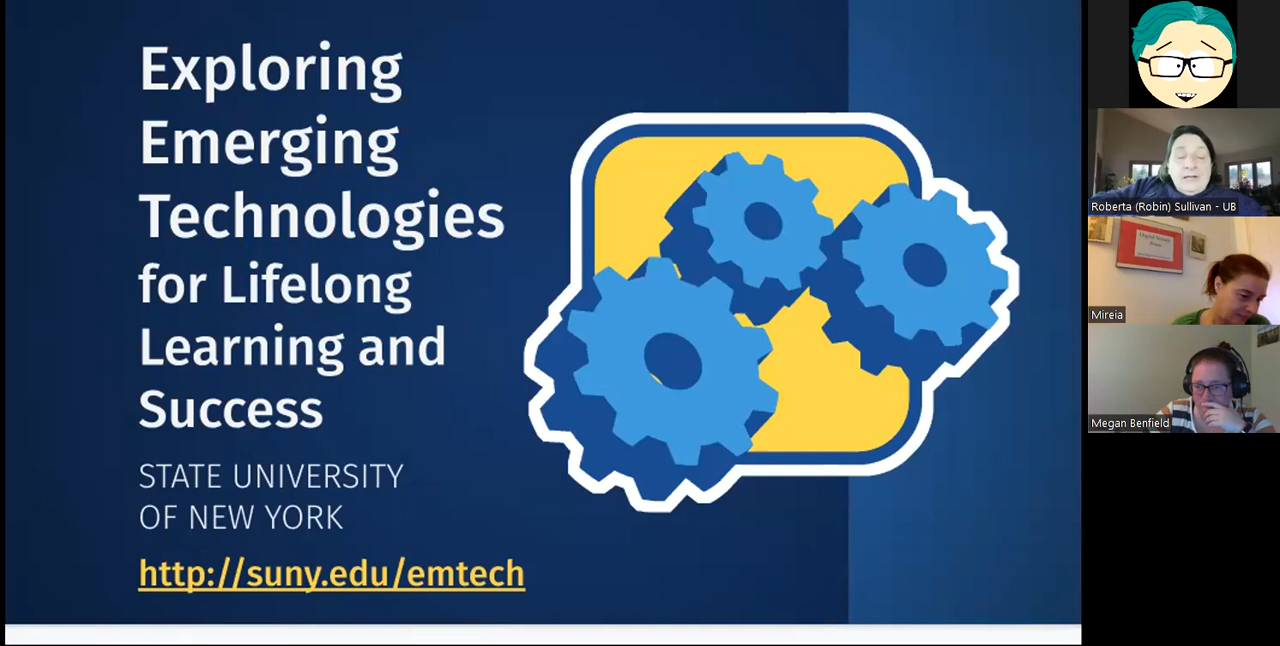 Exploring
Emerging
Technologies
for Lifelong
Learning and
Success
STATE UNIVERSITY
OF NEW YORK
http://suny.edu/emtech
Roberta (Robin) Sullivan - UB
Mireia
Megan Benfield